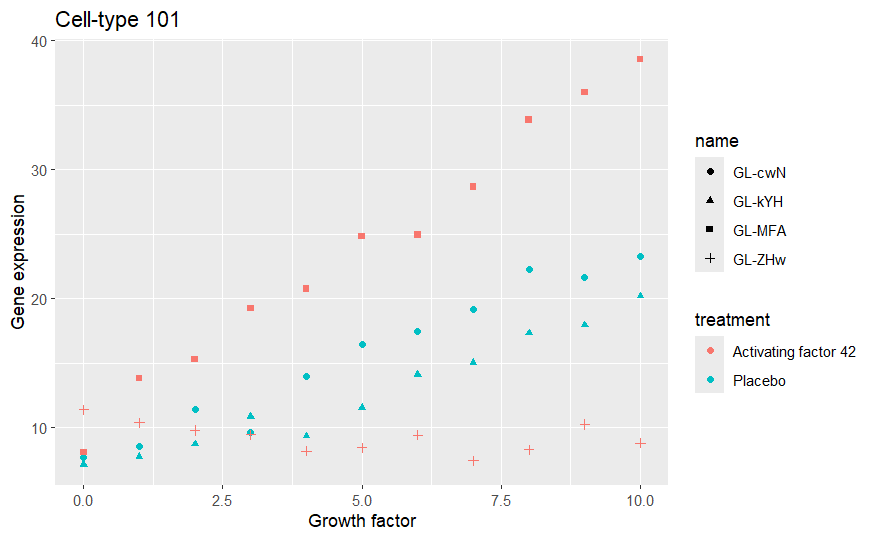 Cell-type 101
40
30
20
10
Gene expression
0.0 2.5 5.0 7.5 10.0
Growth factor
name
GL-cwN
GL-kYH
GL-MFA
GL-ZHw
treatment
Activating factor 42
Placebo